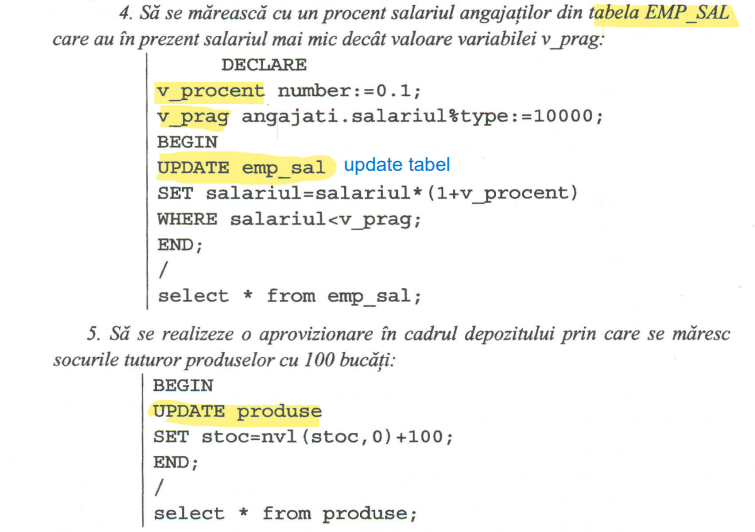 4. Să se mărească cu un procent salariul angajaților din tabela EMP_SAL
care au în prezent salariul mai mic decât valoare variabilei v_prag:
DECLARE
v_procent number:=0.1;
v_prag angajati.salariul%type:=10000;
BEGIN
UPDATE emp_sal update tabel
SET salariul=salariul*(1+v_procent)
WHERE salariul<v_prag;
END;
/
select * from emp_sal;
5. Să se realizeze o aprovizionare în cadrul depozitului prin care se măresc
socurile tuturor produselor cu 100 bucăți:
BEGIN
UPDATE produse
SET stoc=nvl(stoc,0)+100;
END;
/
select * from produse;